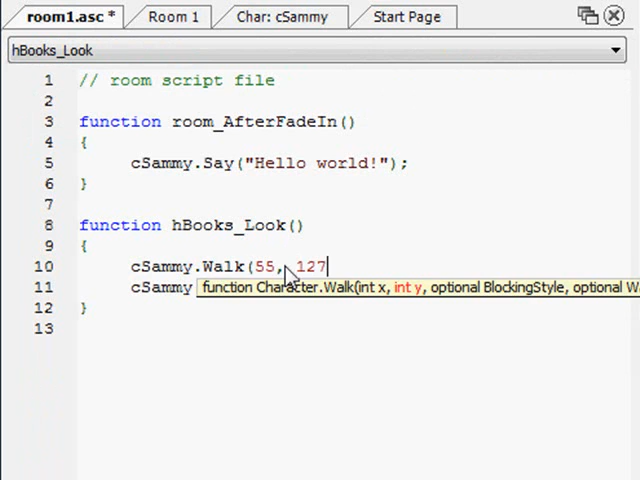 room1.asc * Room 1 Char: cSammy Start Page
hBooks_Look
1 // room script file
2
3 function room_AfterFadeIn()
4 {
5 cSammy.Say("Hello world!");
6 }
7
8 function hBooks_Look()
9 {
10 cSammy.Walk(55, 127
11 cSammy function Character.Walk(int x, int y, optional BlockingStyle, optional Wa
12 }
13